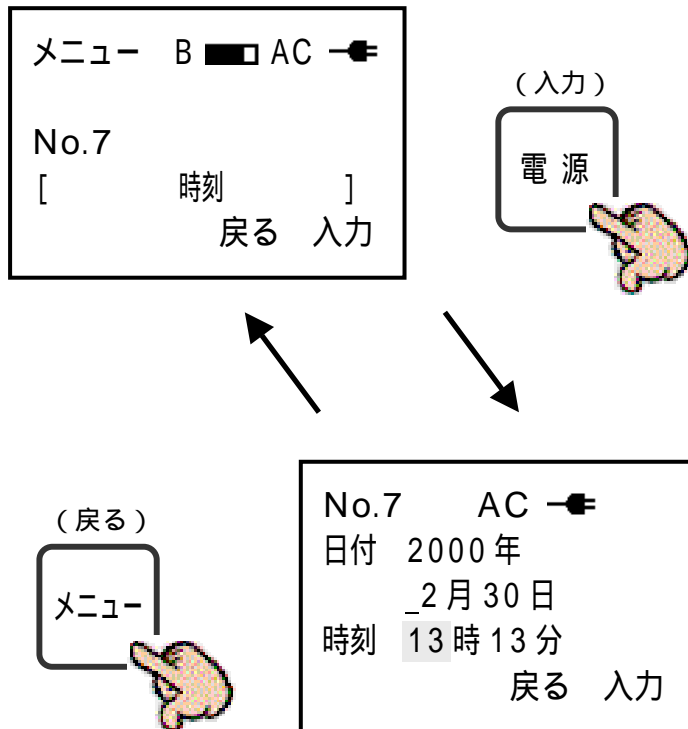 メニュー B AC
No.7
[ 時刻 ]
戻る 入力
(入力)
電源
(戻る)
メニュー
No.7 AC
日付 2000年
_2月30日
時刻 13時13分
戻る 入力